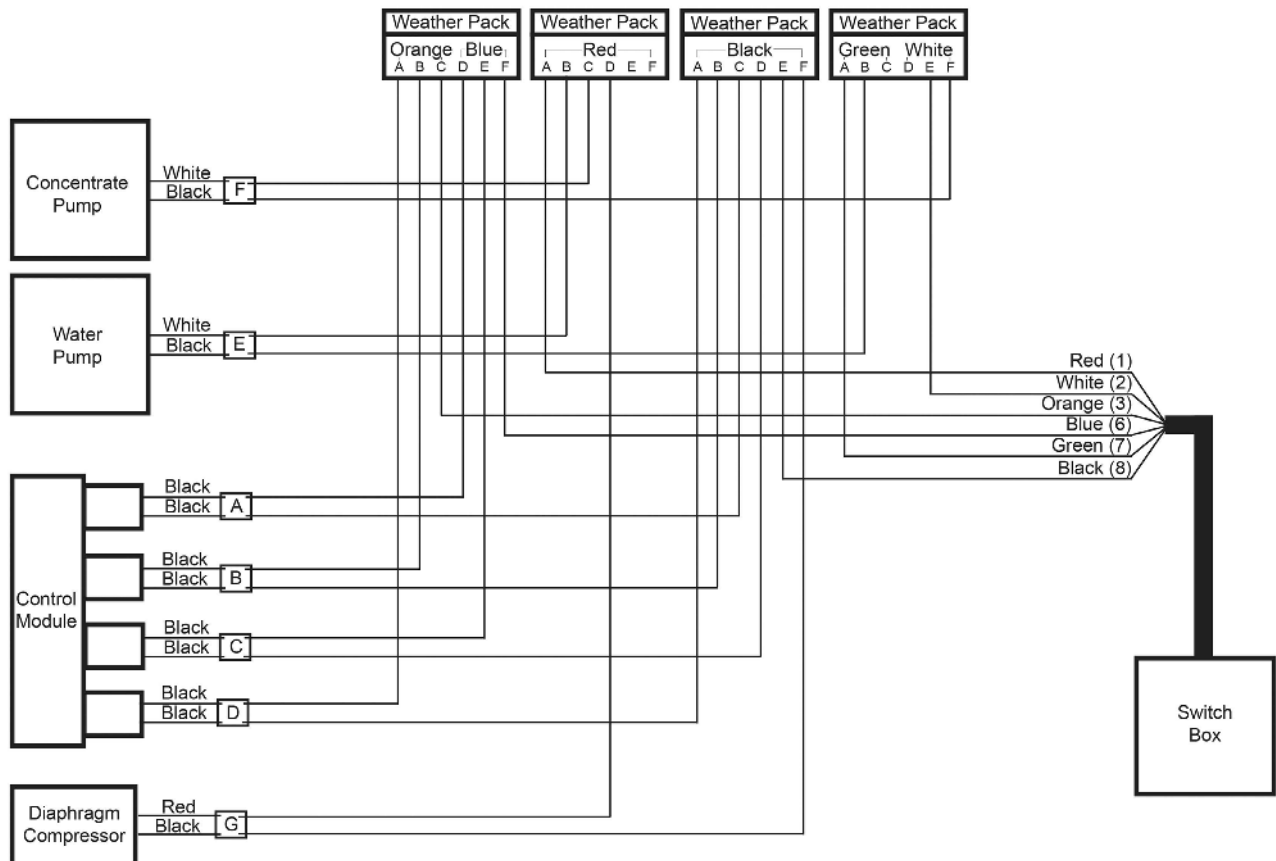 Weather Pack
Orange Blue
A B C D E F
Weather Pack
Red
A B C D E F
Weather Pack
Black
A B C D E F
Weather Pack
Green White
A B C D E F
Concentrate
Pump
White
Black
F
Water
Pump
White
Black
E
Red (1)
White (2)
Orange (3)
Blue (6)
Green (7)
Black (8)
Control
Module
Black
Black
A
Black
Black
B
Black
Black
C
Black
Black
D
Diaphragm
Compressor
Red
Black
G
Switch
Box